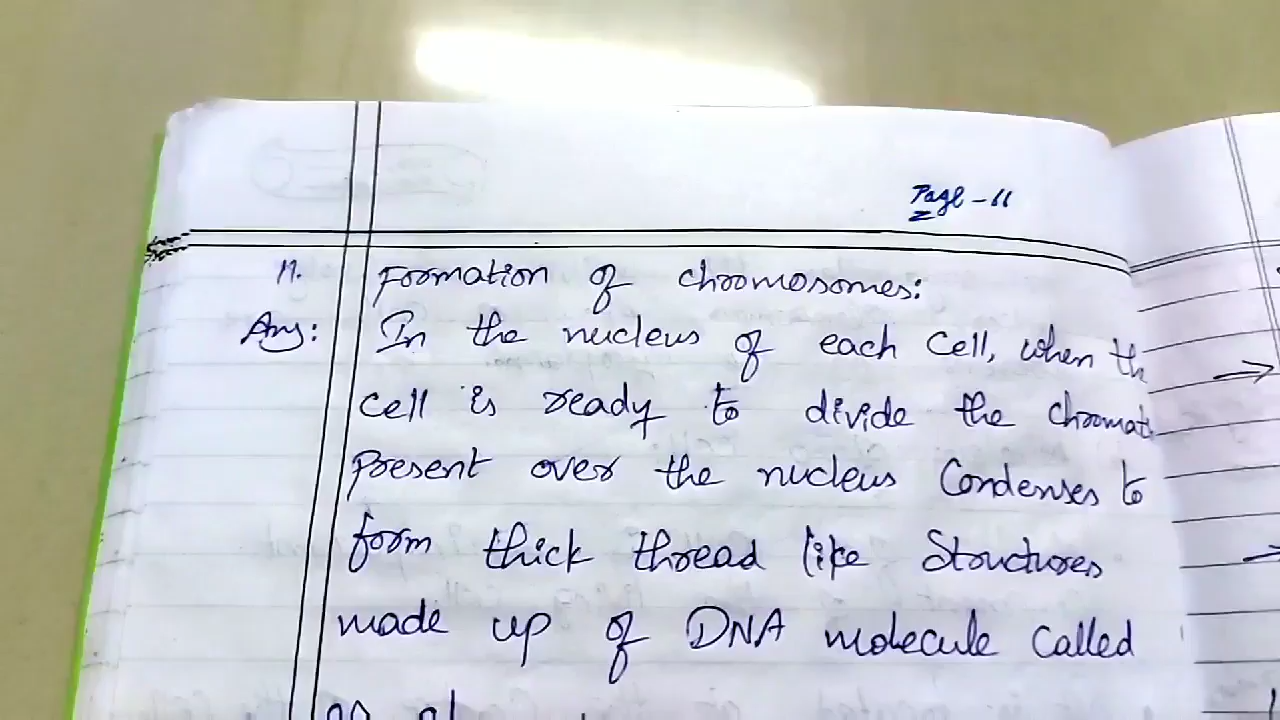 Page - 11
11. Formation of chromosomes:
Ans: In the nucleus of each cell, when th
cell is ready to divide the chromat
Present over the nucleus Condenses to
form thick thread like Structures
made up of DNA molecule called